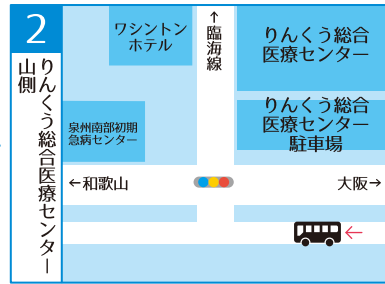 2
りんくう総合医療センター
山側
ワシントン
ホテル
↑臨海線
りんくう総合
医療センター
泉州南部初期
急病センター
りんくう総合
医療センター
駐車場
←和歌山
大阪→
←